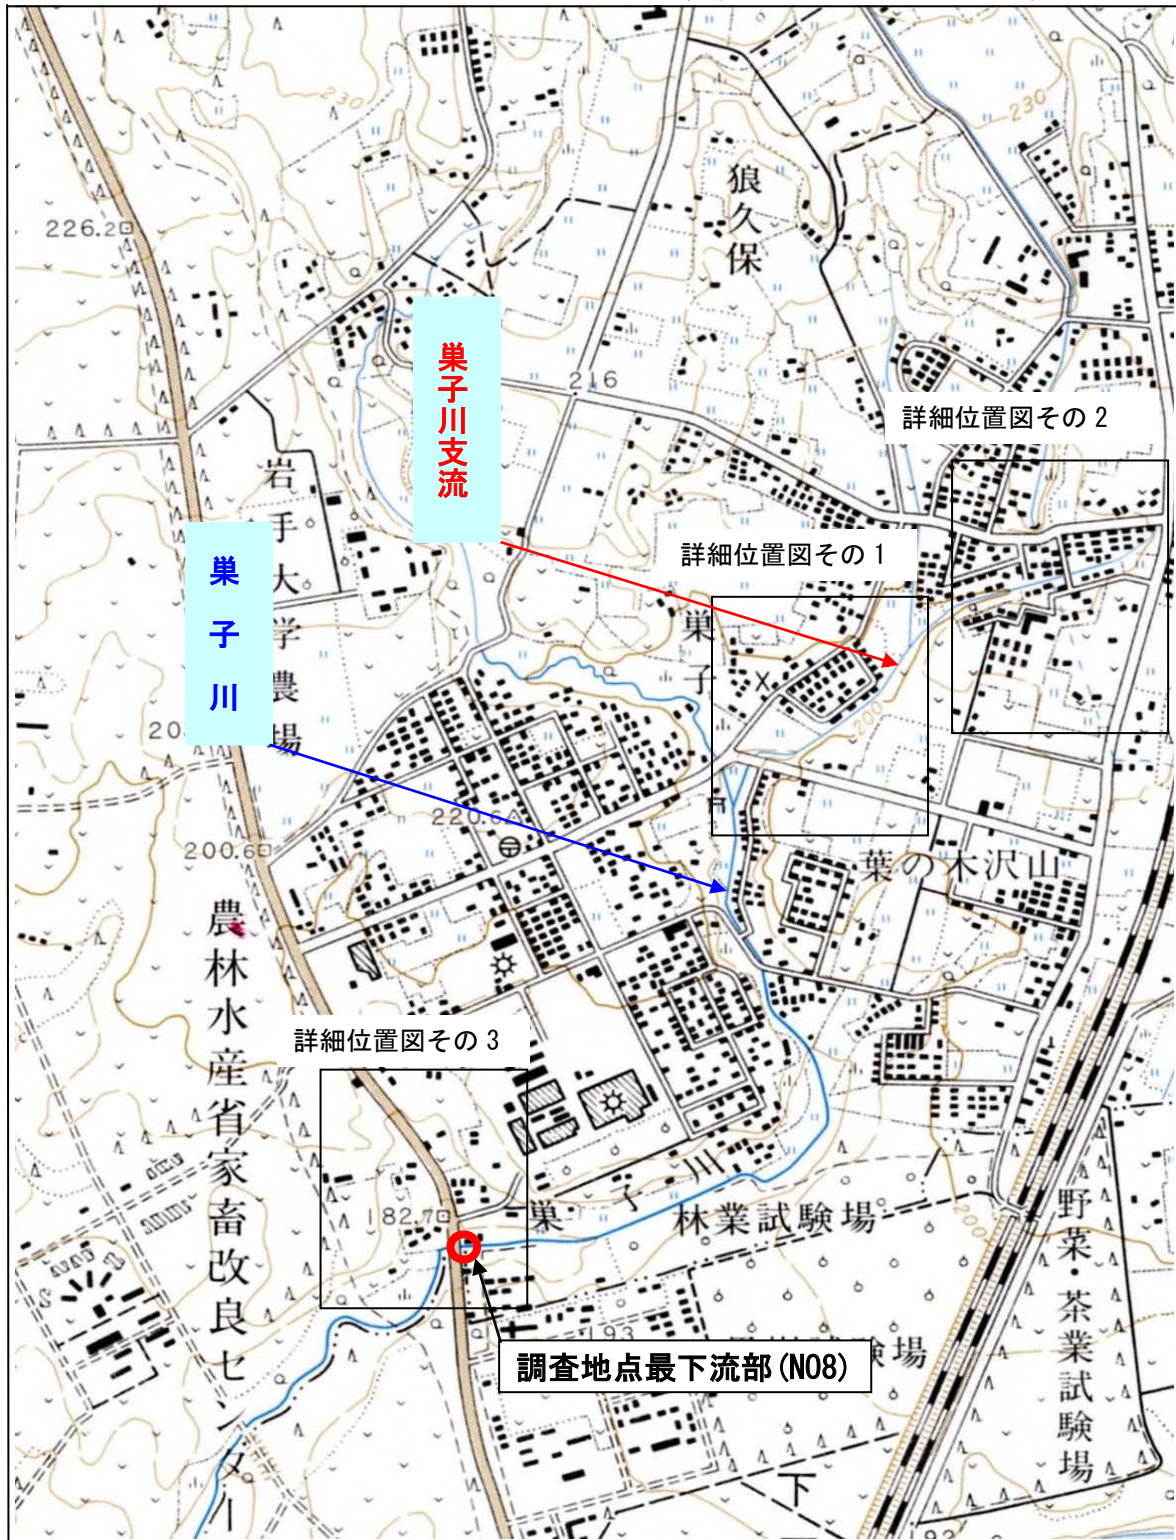 230
230
狼久保
226.2
巣子川支流
216
詳細位置図その2
岩手大学農場
巣子川
詳細位置図その1
巣子
200
20
220.6
200.6
葉の木沢山
農林水産省家畜改良センター
詳細位置図その3
182.7
巣
林業試験場
200
野菜・茶業試験場
193
調査地点最下流部(NO8)
試験場
下
192